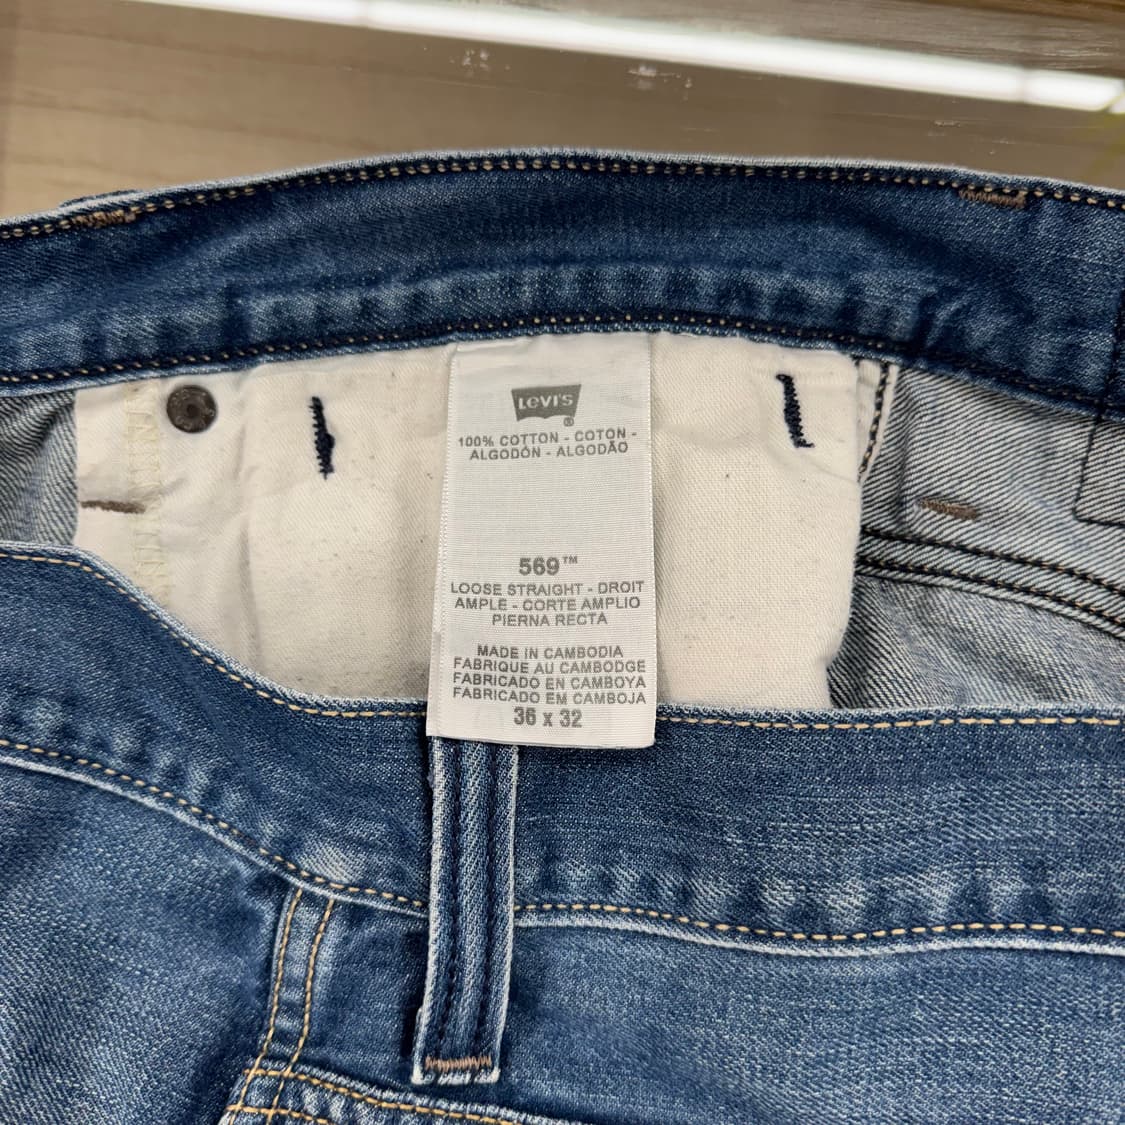 LEVI'S
®
100% COTTON - COTON -
ALGODÓN - ALGODÃO
569™
LOOSE STRAIGHT - DROIT
AMPLE - CORTE AMPLIO
PIERNA RECTA
MADE IN CAMBODIA
FABRIQUE AU CAMBODGE
FABRICADO EN CAMBOYA
FABRICADO EM CAMBOJA
36 x 32